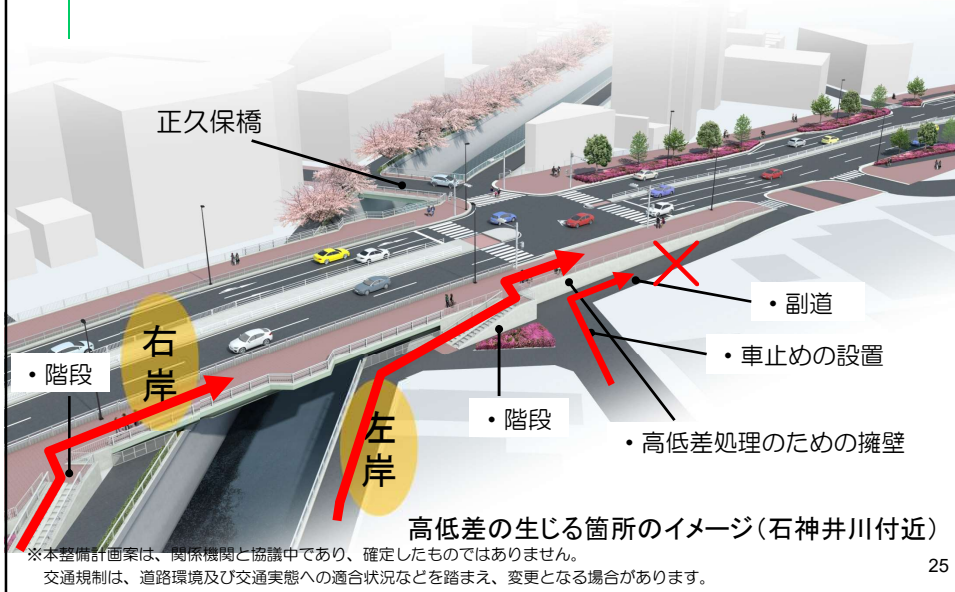 正久保橋
・副道
・車止めの設置
右岸
・階段
・階段
左岸
・高低差処理のための擁壁
高低差の生じる箇所のイメージ(石神井川付近)
※本整備計画案は、関係機関と協議中であり、確定したものではありません。
交通規制は、道路環境及び交通実態への適合状況などを踏まえ、変更となる場合があります。
25